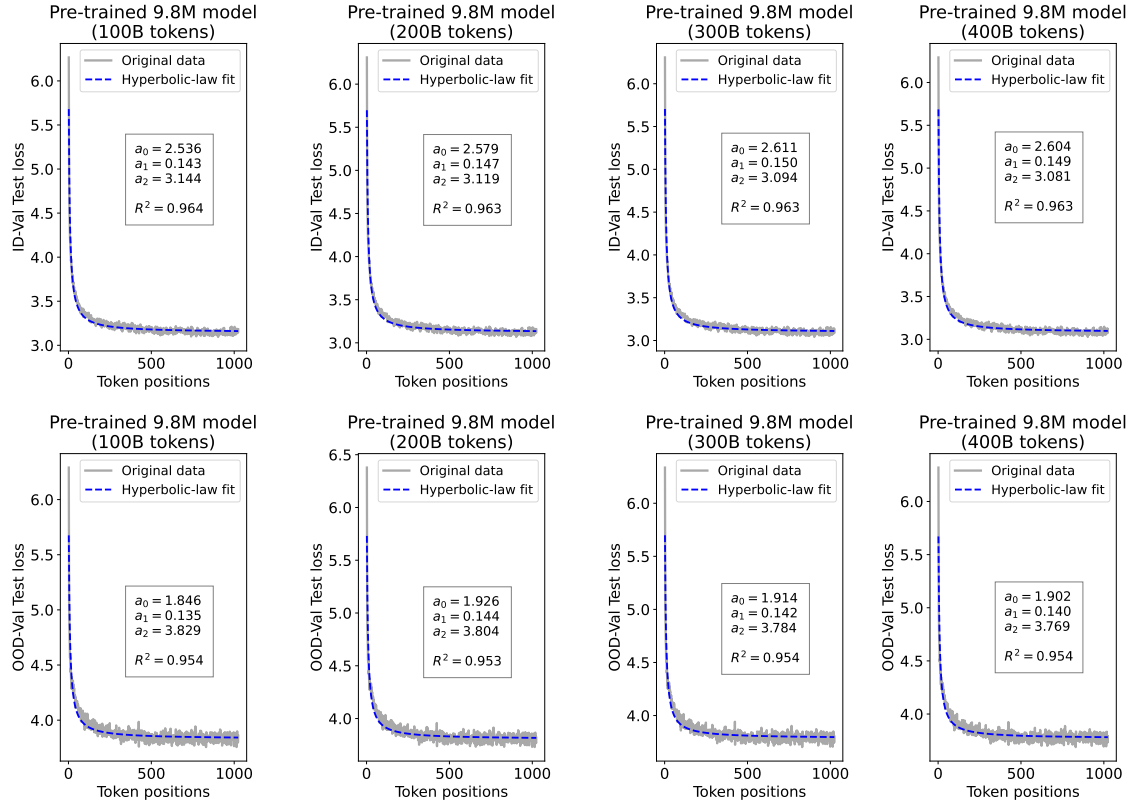 Pre-trained 9.8M model
(100B tokens)
Original data
Hyperbolic-law fit
a0 = 2.536
a1 = 0.143
a2 = 3.144
R² = 0.964
ID-Val Test loss
6.0
5.5
5.0
4.5
4.0
3.5
3.0
0 500 1000
Token positions
Pre-trained 9.8M model
(200B tokens)
Original data
Hyperbolic-law fit
a0 = 2.579
a1 = 0.147
a2 = 3.119
R² = 0.963
ID-Val Test loss
6.0
5.5
5.0
4.5
4.0
3.5
3.0
0 500 1000
Token positions
Pre-trained 9.8M model
(300B tokens)
Original data
Hyperbolic-law fit
a0 = 2.611
a1 = 0.150
a2 = 3.094
R² = 0.963
ID-Val Test loss
6.0
5.5
5.0
4.5
4.0
3.5
3.0
0 500 1000
Token positions
Pre-trained 9.8M model
(400B tokens)
Original data
Hyperbolic-law fit
a0 = 2.604
a1 = 0.149
a2 = 3.081
R² = 0.963
ID-Val Test loss
6.0
5.5
5.0
4.5
4.0
3.5
3.0
0 500 1000
Token positions
Pre-trained 9.8M model
(100B tokens)
Original data
Hyperbolic-law fit
a0 = 1.846
a1 = 0.135
a2 = 3.829
R² = 0.954
OOD-Val Test loss
6.0
5.5
5.0
4.5
4.0
0 500 1000
Token positions
Pre-trained 9.8M model
(200B tokens)
Original data
Hyperbolic-law fit
a0 = 1.926
a1 = 0.144
a2 = 3.804
R² = 0.953
OOD-Val Test loss
6.5
6.0
5.5
5.0
4.5
4.0
0 500 1000
Token positions
Pre-trained 9.8M model
(300B tokens)
Original data
Hyperbolic-law fit
a0 = 1.914
a1 = 0.142
a2 = 3.784
R² = 0.954
OOD-Val Test loss
6.0
5.5
5.0
4.5
4.0
0 500 1000
Token positions
Pre-trained 9.8M model
(400B tokens)
Original data
Hyperbolic-law fit
a0 = 1.902
a1 = 0.140
a2 = 3.769
R² = 0.954
OOD-Val Test loss
6.0
5.5
5.0
4.5
4.0
0 500 1000
Token positions